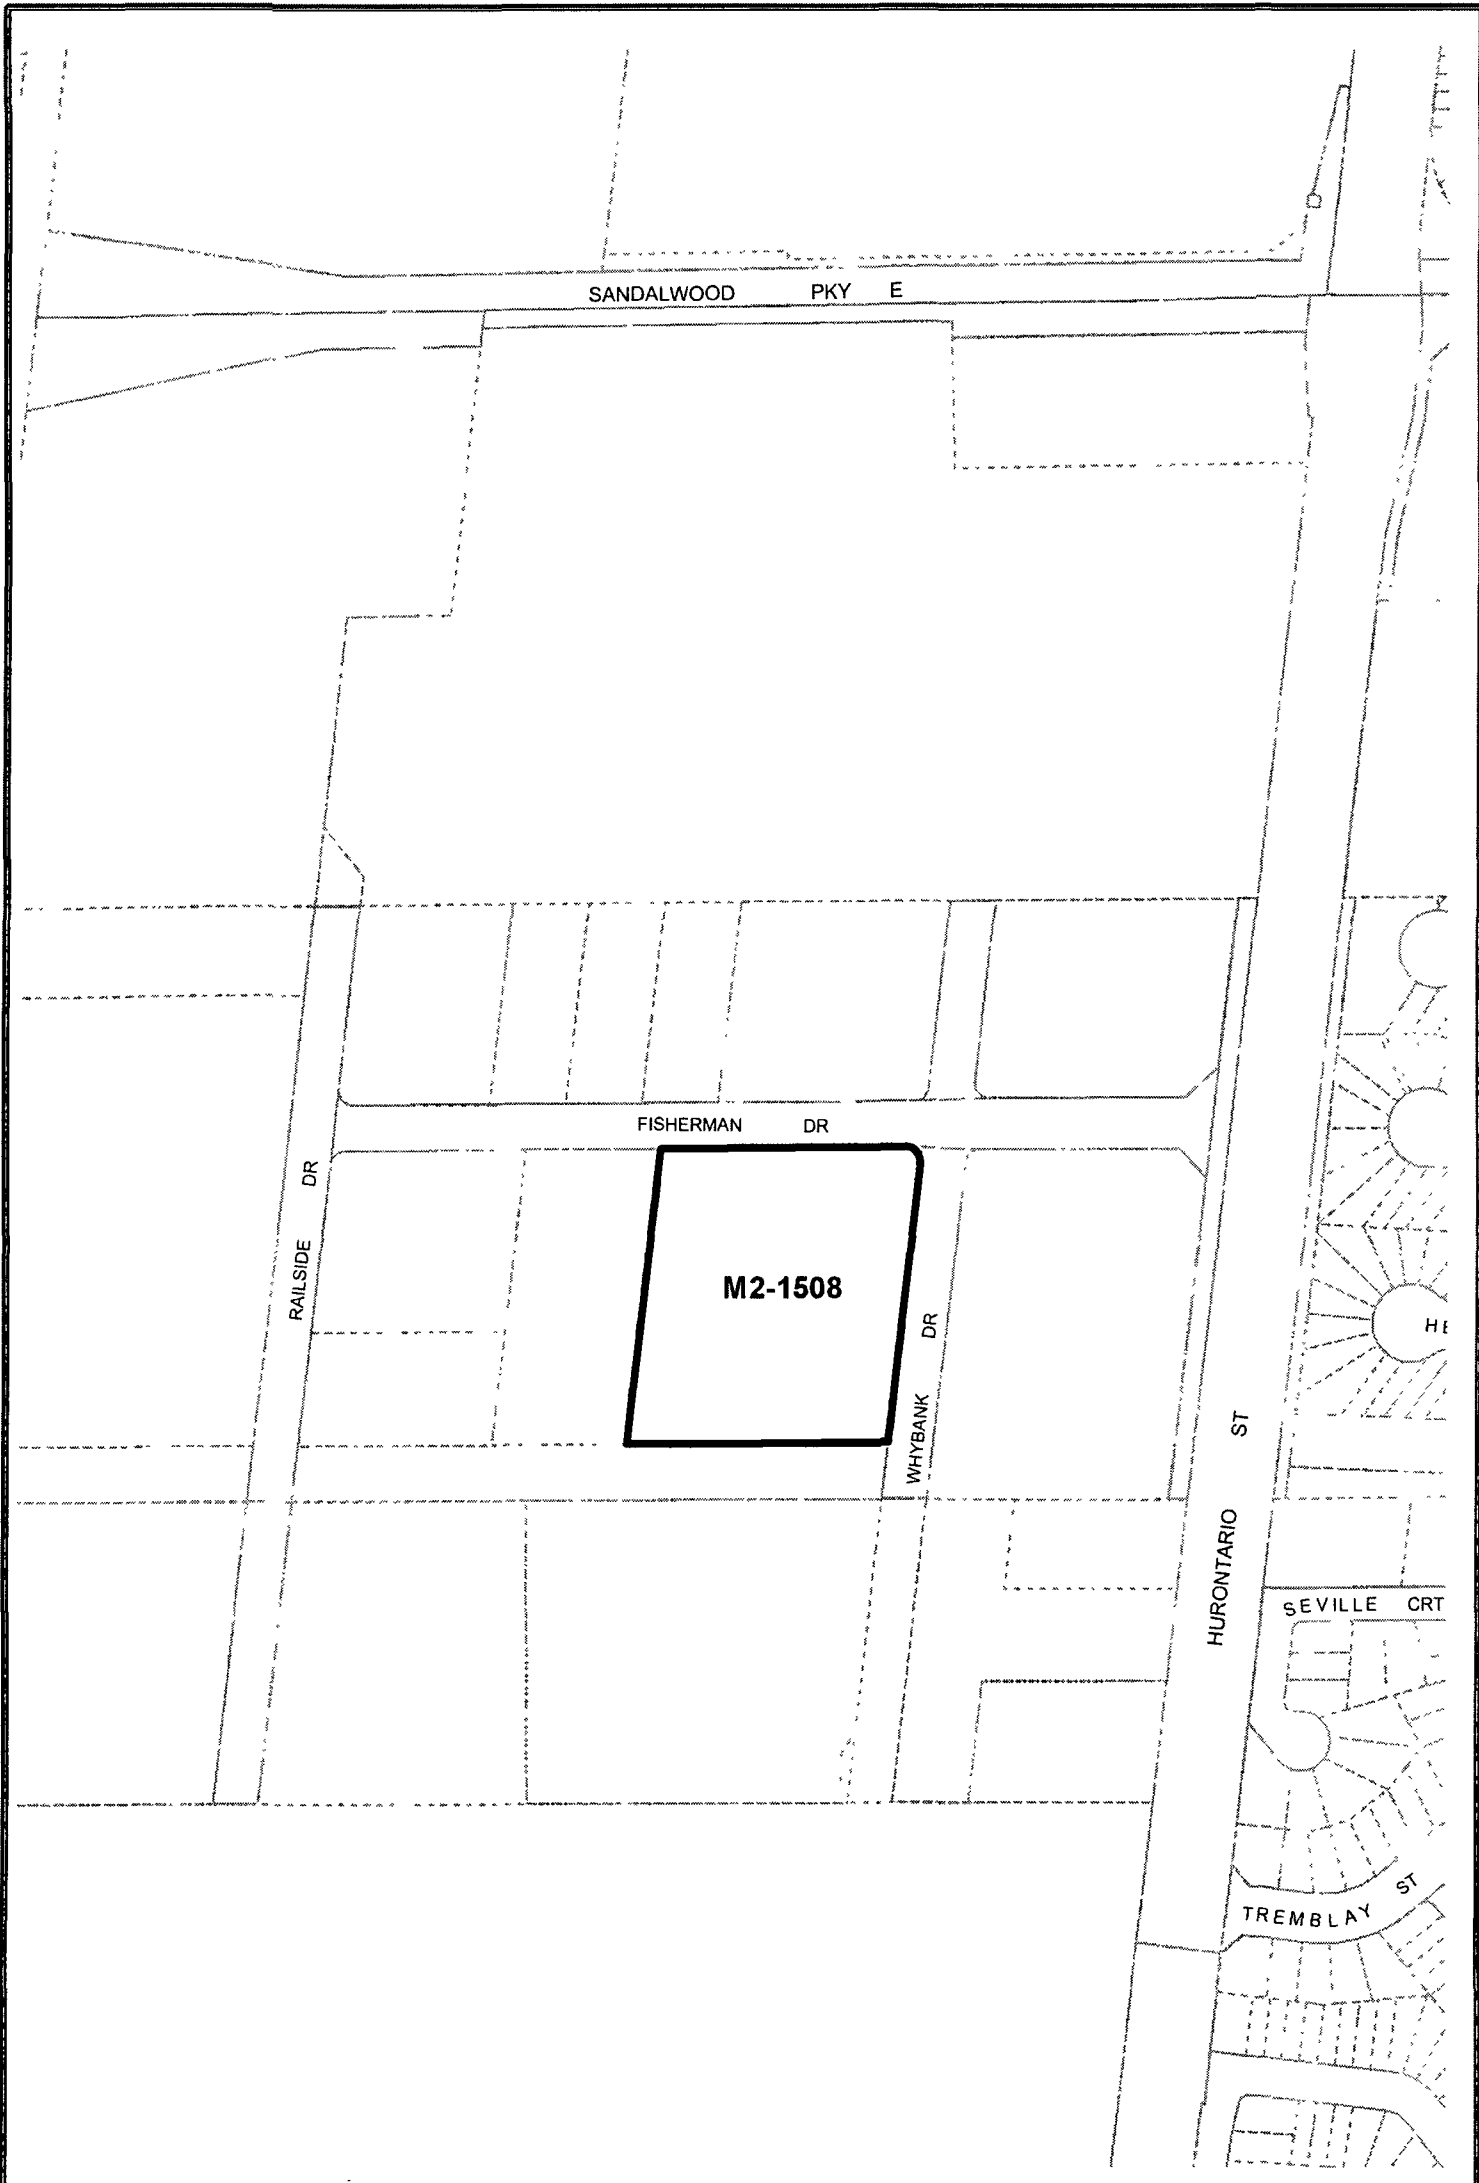 SANDALWOOD PKY E
FISHERMAN DR
RAILSIDE DR
M2-1508
WHYBANK DR
HURONTARIO ST
SEVILLE CRT
TREMBLAY ST